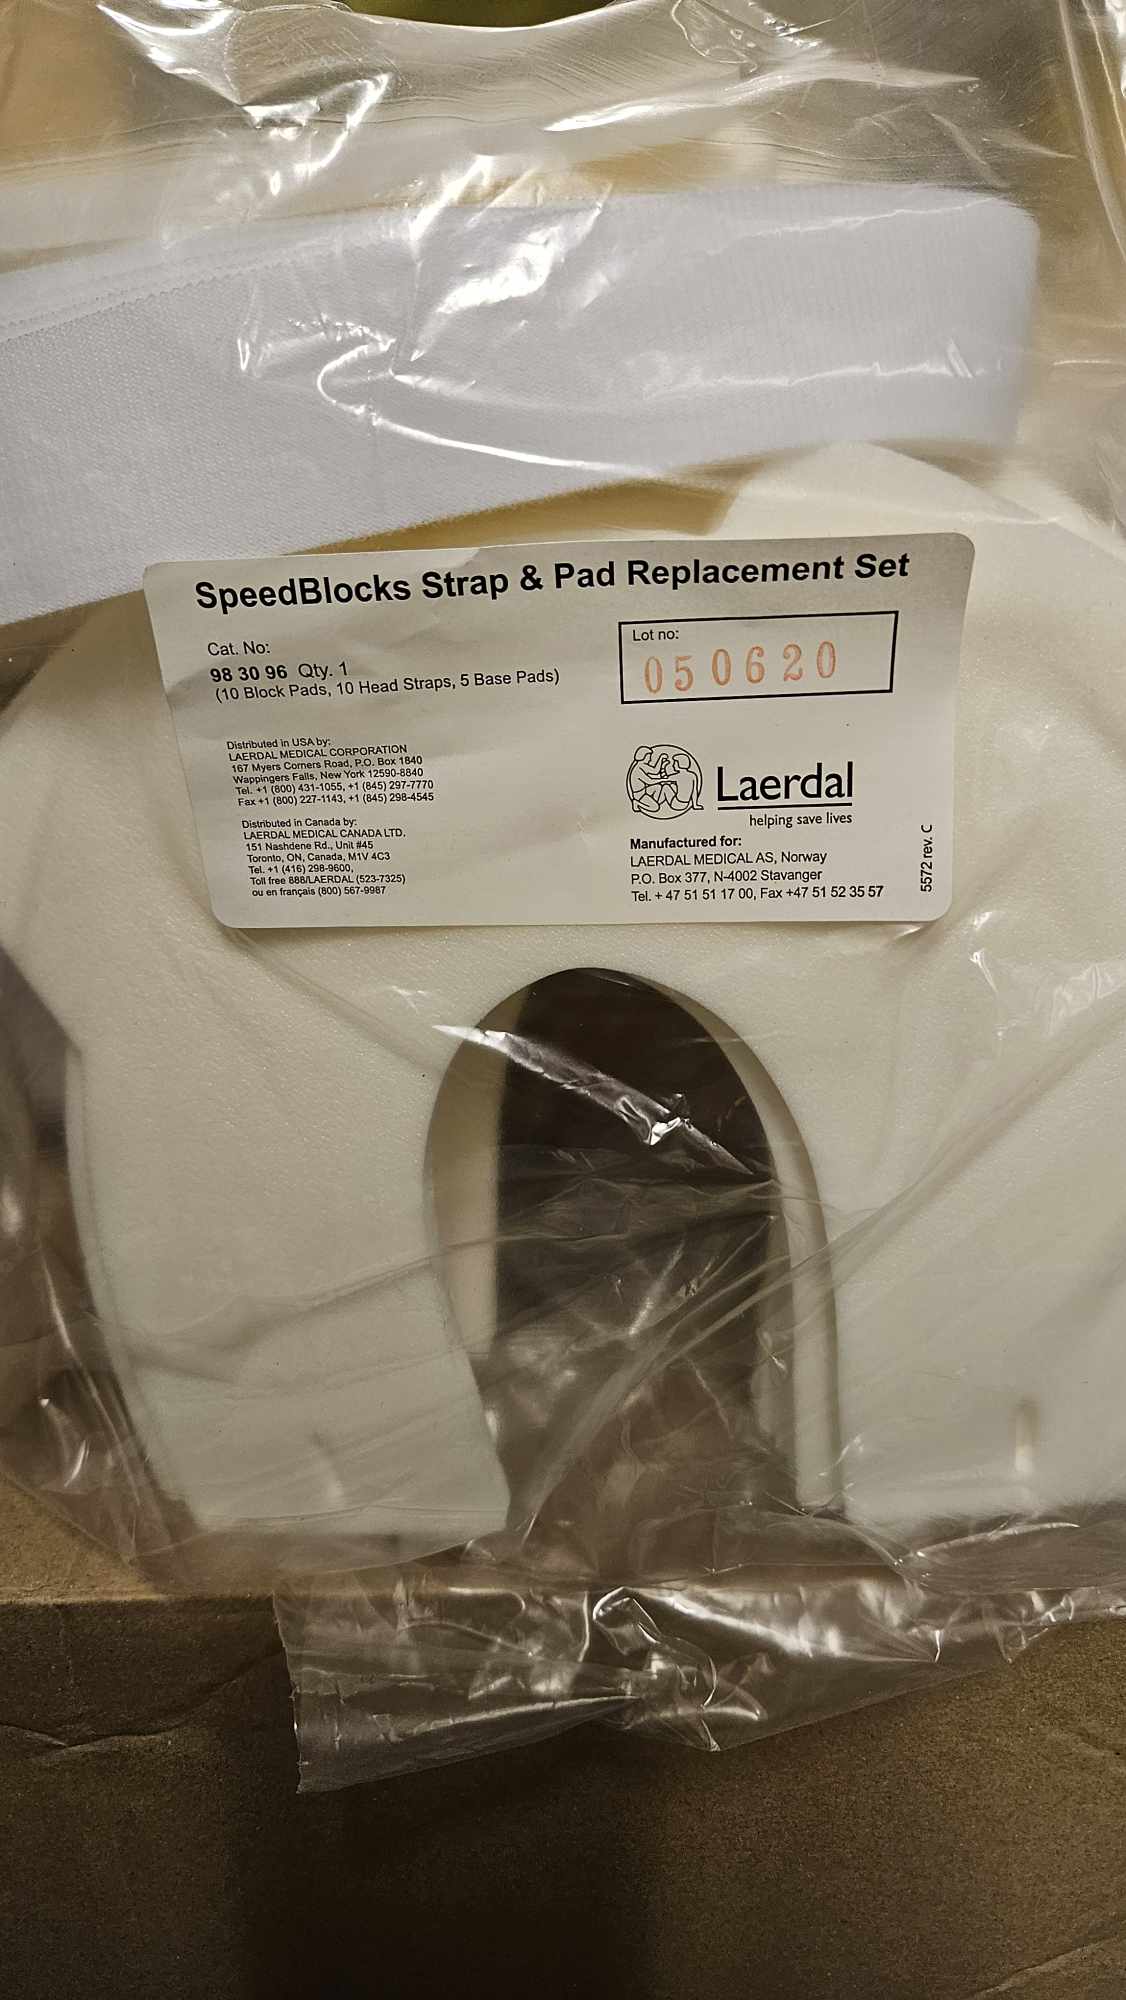 SpeedBlocks Strap & Pad Replacement Set
Cat. No:
98 30 96 Qty. 1
(10 Block Pads, 10 Head Straps, 5 Base Pads)
Lot no:
050620
Distributed in USA by:
LAERDAL MEDICAL CORPORATION
167 Myers Corners Road, P.O. Box 1840
Wappingers Falls, New York 12590-8840
Tel. +1 (800) 431-1055, +1 (845) 297-7770
Fax +1 (800) 227-1143, +1 (845) 298-4545
Distributed in Canada by:
LAERDAL MEDICAL CANADA LTD.
151 Nashdene Rd., Unit #45
Toronto, ON, Canada, M1V 4C3
Tel. +1 (416) 298-9600,
Toll free 888/LAERDAL (523-7325)
ou en français (800) 567-9987
Laerdal
helping save lives
Manufactured for:
LAERDAL MEDICAL AS, Norway
P.O. Box 377, N-4002 Stavanger
Tel. + 47 51 51 17 00, Fax +47 51 52 35 57
5572 rev. C